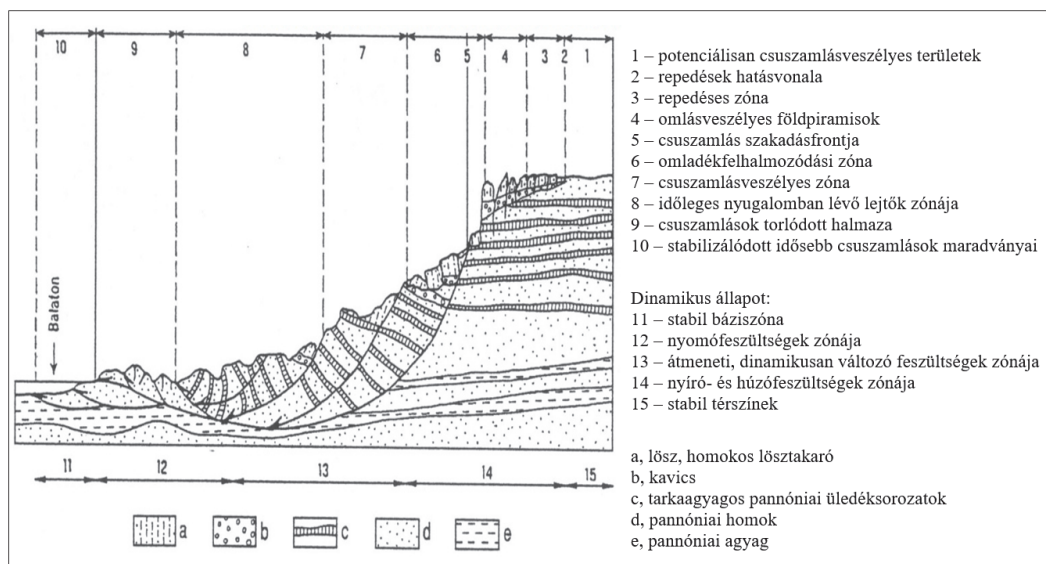 10 9 8 7 6 5 4 3 2 1
Balaton
11 12 13 14 15
a b c d e
1 – potenciálisan csuszamlásveszélyes területek
2 – repedések hatásvonala
3 – repedéses zóna
4 – omlásveszélyes földpiramisok
5 – csuszamlás szakadásfrontja
6 – omladékfelhalmozódási zóna
7 – csuszamlásveszélyes zóna
8 – időleges nyugalomban lévő lejtők zónája
9 – csuszamlások torlódott halmaza
10 – stabilizálódott idősebb csuszamlások maradványai
Dinamikus állapot:
11 – stabil báziszóna
12 – nyomófeszültségek zónája
13 – átmeneti, dinamikusan változó feszültségek zónája
14 – nyíró- és húzófeszültségek zónája
15 – stabil térszínek
a, lösz, homokos lösztakaró
b, kavics
c, tarkaagyagos pannóniai üledéksorozatok
d, pannóniai homok
e, pannóniai agyag